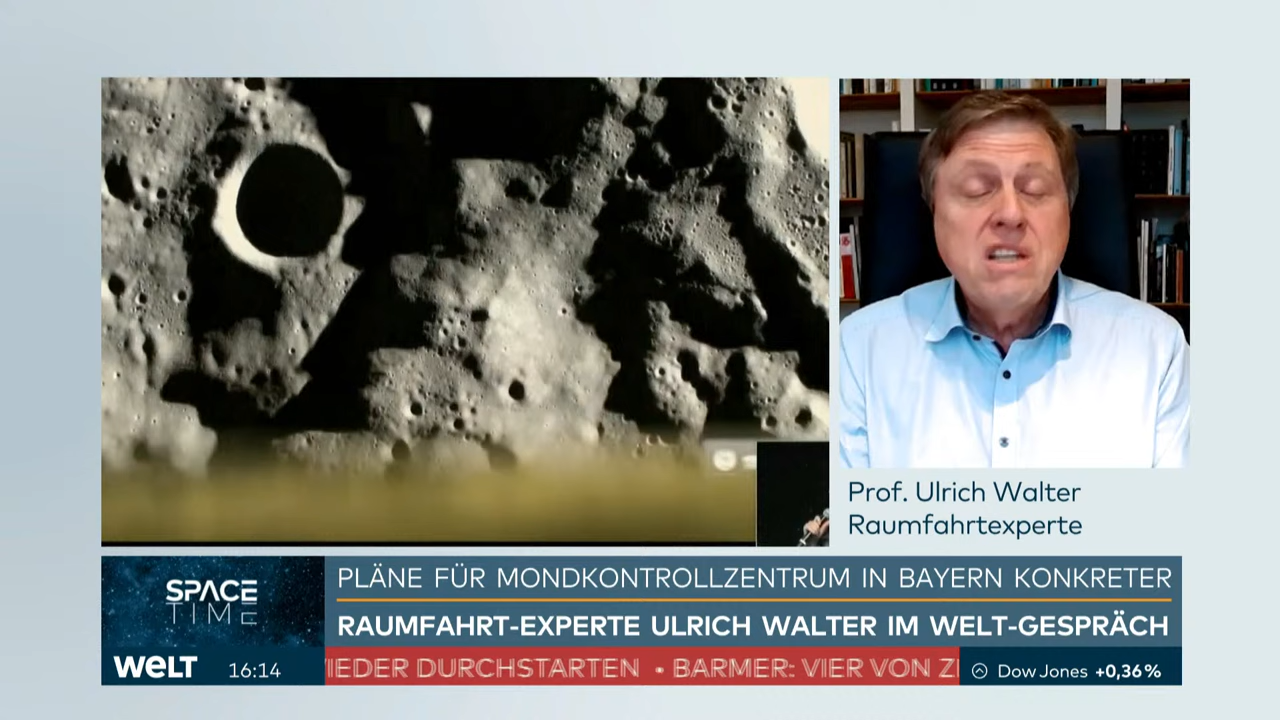 Prof. Ulrich Walter
Raumfahrtexperte
SPACE
TIME
PLÄNE FÜR MONDKONTROLLZENTRUM IN BAYERN KONKRETER
RAUMFAHRT-EXPERTE ULRICH WALTER IM WELT-GESPRÄCH
welt 16:14
IEDER DURCHSTARTEN • BARMER: VIER VON Z
Dow Jones +0,36%